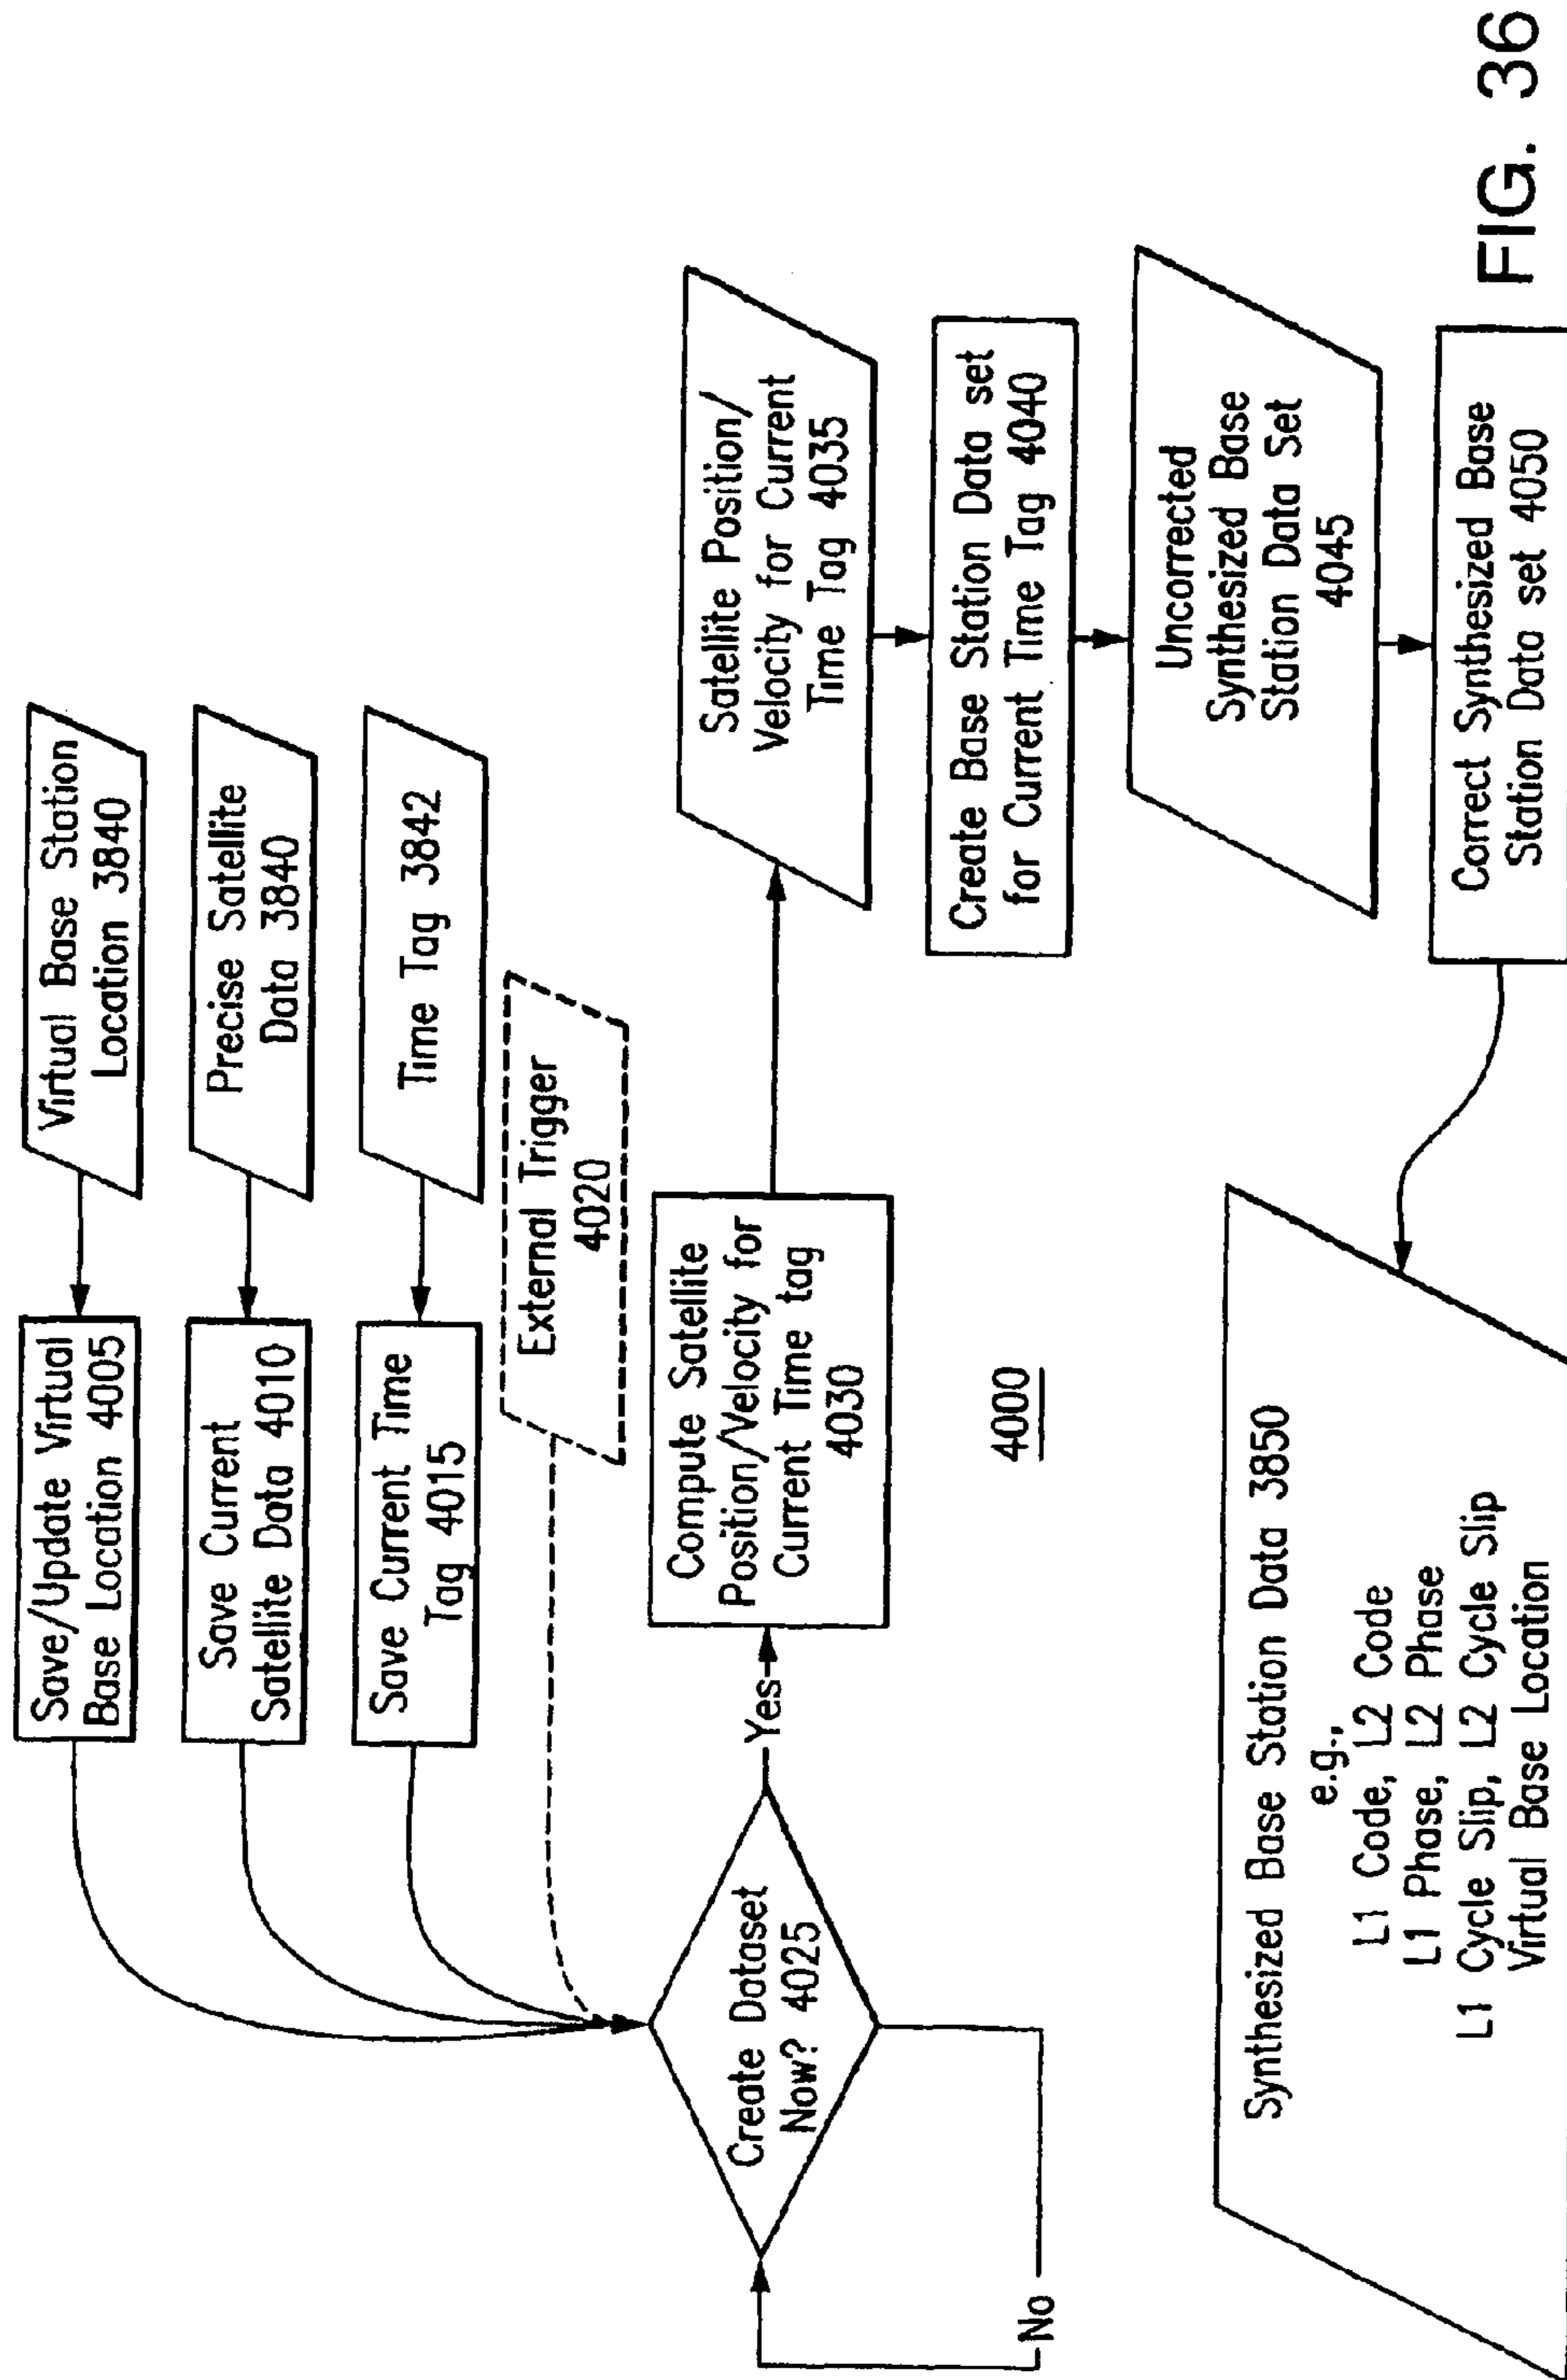 Save/Update Virtual
Base Location 4005
Virtual Base Station
Location 3840
Save Current
Satellite Data 4010
Precise Satellite
Data 3840
Save Current Time
Tag 4015
Time Tag 3842
External Trigger
4020
Create Dataset
Now? 4025
No
Yes
Compute Satellite
Position/Velocity for
Current Time tag
4030
Satellite Position/
Velocity for Current
Time Tag 4035
Create Base Station Data set
for Current Time Tag 4040
Uncorrected
Synthesized Base
Station Data Set
4045
Correct Synthesized Base
Station Data set 4050
4000
Synthesized Base Station Data 3850
e.g.,
L1 Code, L2 Code
L1 Phase, L2 Phase
L1 Cycle Slip, L2 Cycle Slip
Virtual Base Location
FIG. 36